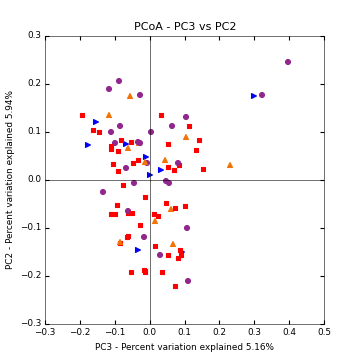 PCoA - PC3 vs PC2
0.3
0.2
0.1
0.0
−0.1
−0.2
−0.3
−0.3 −0.2 −0.1 0.0 0.1 0.2 0.3 0.4 0.5
PC2 - Percent variation explained 5.94%
PC3 - Percent variation explained 5.16%